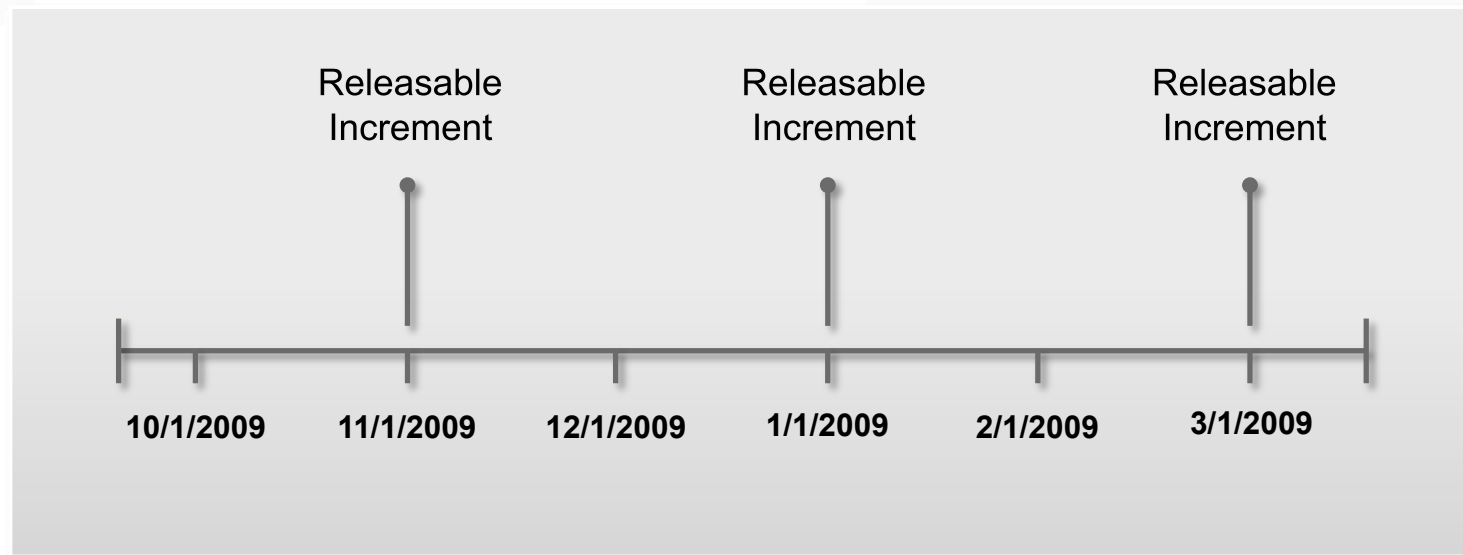 Releasable
Increment
Releasable
Increment
Releasable
Increment
10/1/2009 11/1/2009 12/1/2009 1/1/2009 2/1/2009 3/1/2009